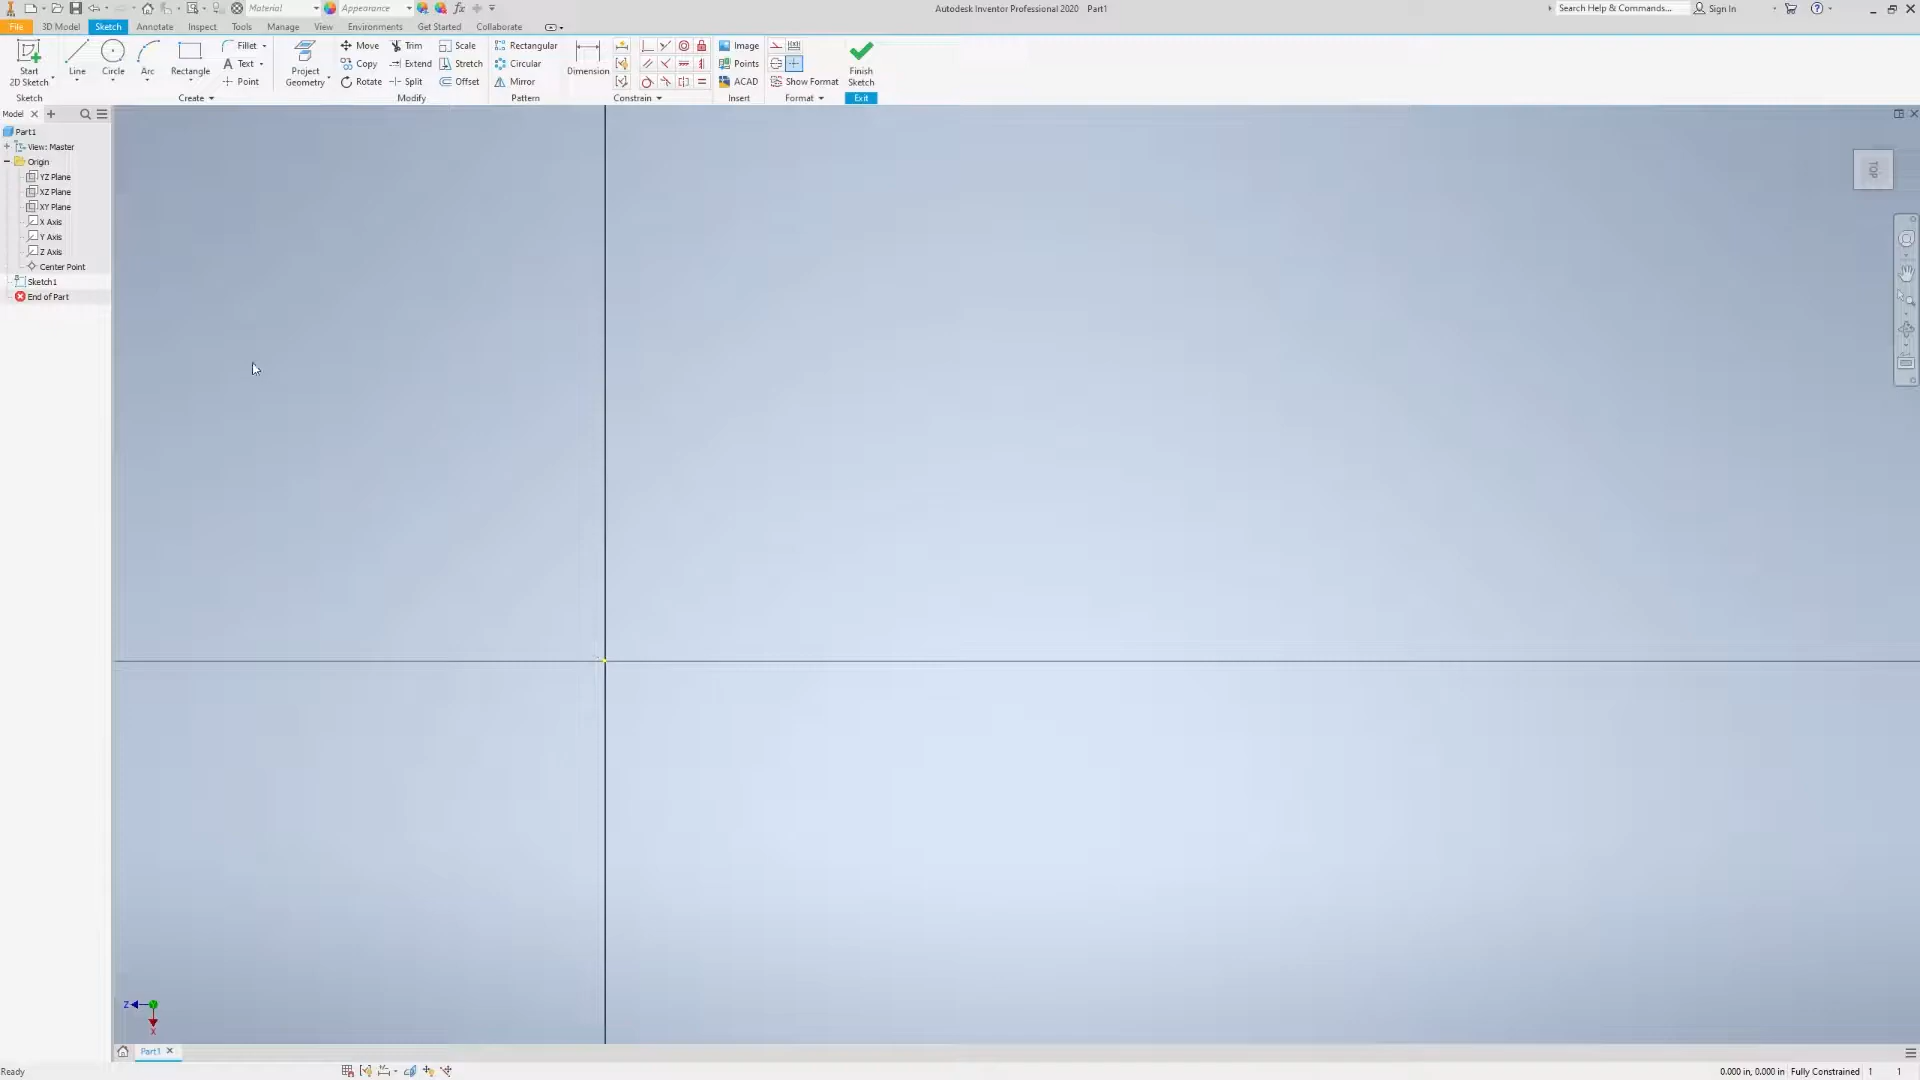 Material Appearance fx Autodesk Inventor Professional 2020 Part1 Search Help & Commands... Sign In
File 3D Model Sketch Annotate Inspect Tools Manage View Environments Get Started Collaborate
Start 2D Sketch Line Circle Arc Rectangle Fillet Text Point Project Geometry Move Copy Rotate Trim Extend Split Scale Stretch Offset Rectangular Circular Mirror Dimension Image Points ACAD Show Format Finish Sketch
Sketch Create Modify Pattern Constrain Insert Format Exit
Model
Part1
View: Master
Origin
YZ Plane
XZ Plane
XY Plane
X Axis
Y Axis
Z Axis
Center Point
Sketch1
End of Part
TOP
Z
X
Part1
Ready 0.000 in, 0.000 in Fully Constrained 1 1